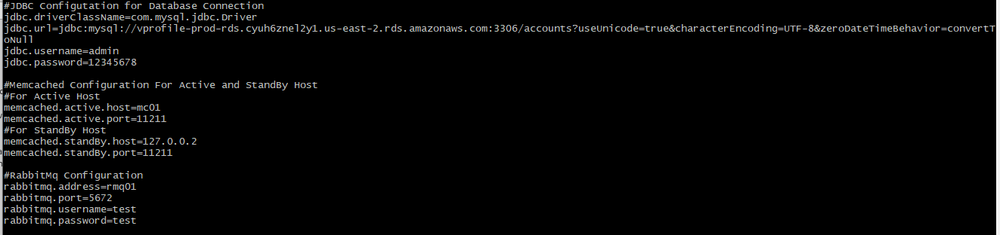 #JDBC Configutation for Database Connection
jdbc.driverClassName=com.mysql.jdbc.Driver
jdbc.url=jdbc:mysql://vprofile-prod-rds.cyuh6znel2y1.us-east-2.rds.amazonaws.com:3306/accounts?useUnicode=true&characterEncoding=UTF-8&zeroDateTimeBehavior=convertT
oNull
jdbc.username=admin
jdbc.password=12345678
#Memcached Configuration For Active and StandBy Host
#For Active Host
memcached.active.host=mc01
memcached.active.port=11211
#For StandBy Host
memcached.standBy.host=127.0.0.2
memcached.standBy.port=11211
#RabbitMq Configuration
rabbitmq.address=rmq01
rabbitmq.port=5672
rabbitmq.username=test
rabbitmq.password=test